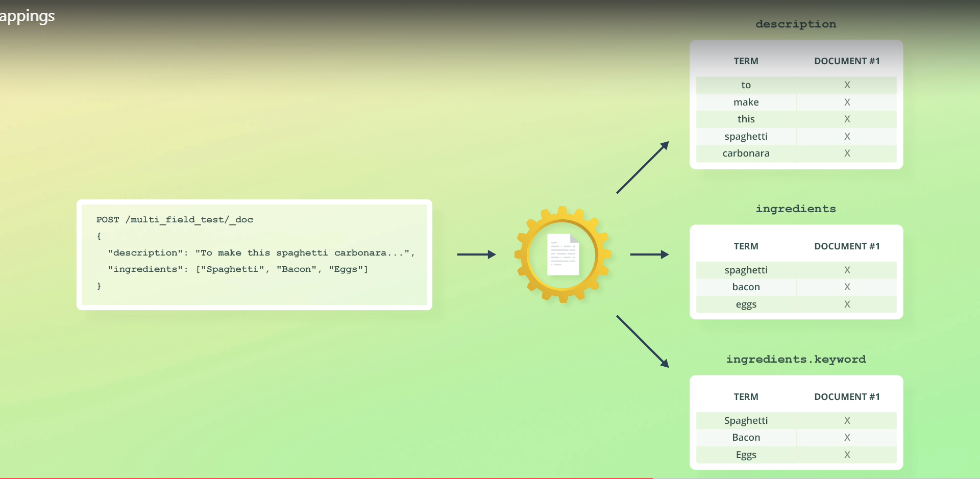 appings
POST /multi_field_test/_doc
{
"description": "To make this spaghetti carbonara...",
"ingredients": ["Spaghetti", "Bacon", "Eggs"]
}
description
TERM DOCUMENT #1
to X
make X
this X
spaghetti X
carbonara X
ingredients
TERM DOCUMENT #1
spaghetti X
bacon X
eggs X
ingredients.keyword
TERM DOCUMENT #1
Spaghetti X
Bacon X
Eggs X